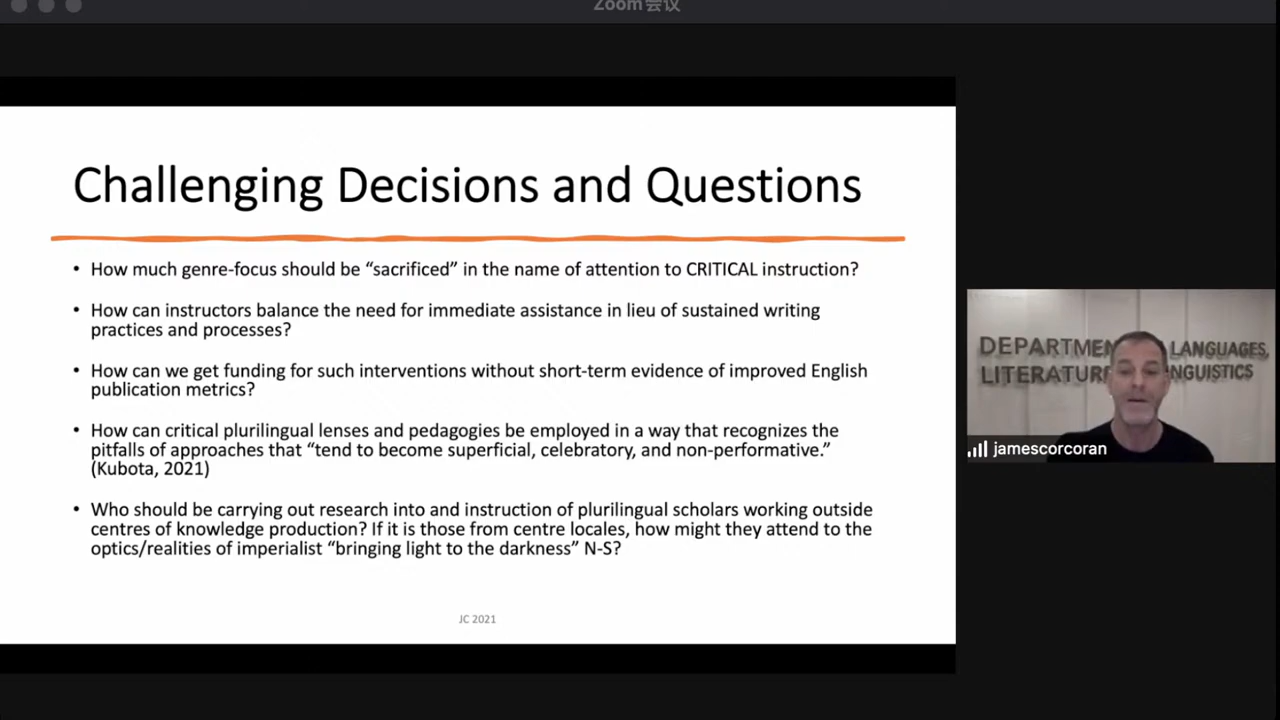 Zoom会议
Challenging Decisions and Questions
• How much genre-focus should be “sacrificed” in the name of attention to CRITICAL instruction?
• How can instructors balance the need for immediate assistance in lieu of sustained writing
practices and processes?
• How can we get funding for such interventions without short-term evidence of improved English
publication metrics?
• How can critical plurilingual lenses and pedagogies be employed in a way that recognizes the
pitfalls of approaches that “tend to become superficial, celebratory, and non-performative.”
(Kubota, 2021)
• Who should be carrying out research into and instruction of plurilingual scholars working outside
centres of knowledge production? If it is those from centre locales, how might they attend to the
optics/realities of imperialist “bringing light to the darkness” N-S?
JC 2021
DEPARTMEN LANGUAGES,
LITERATUR NGUISTICS
jamescorcoran